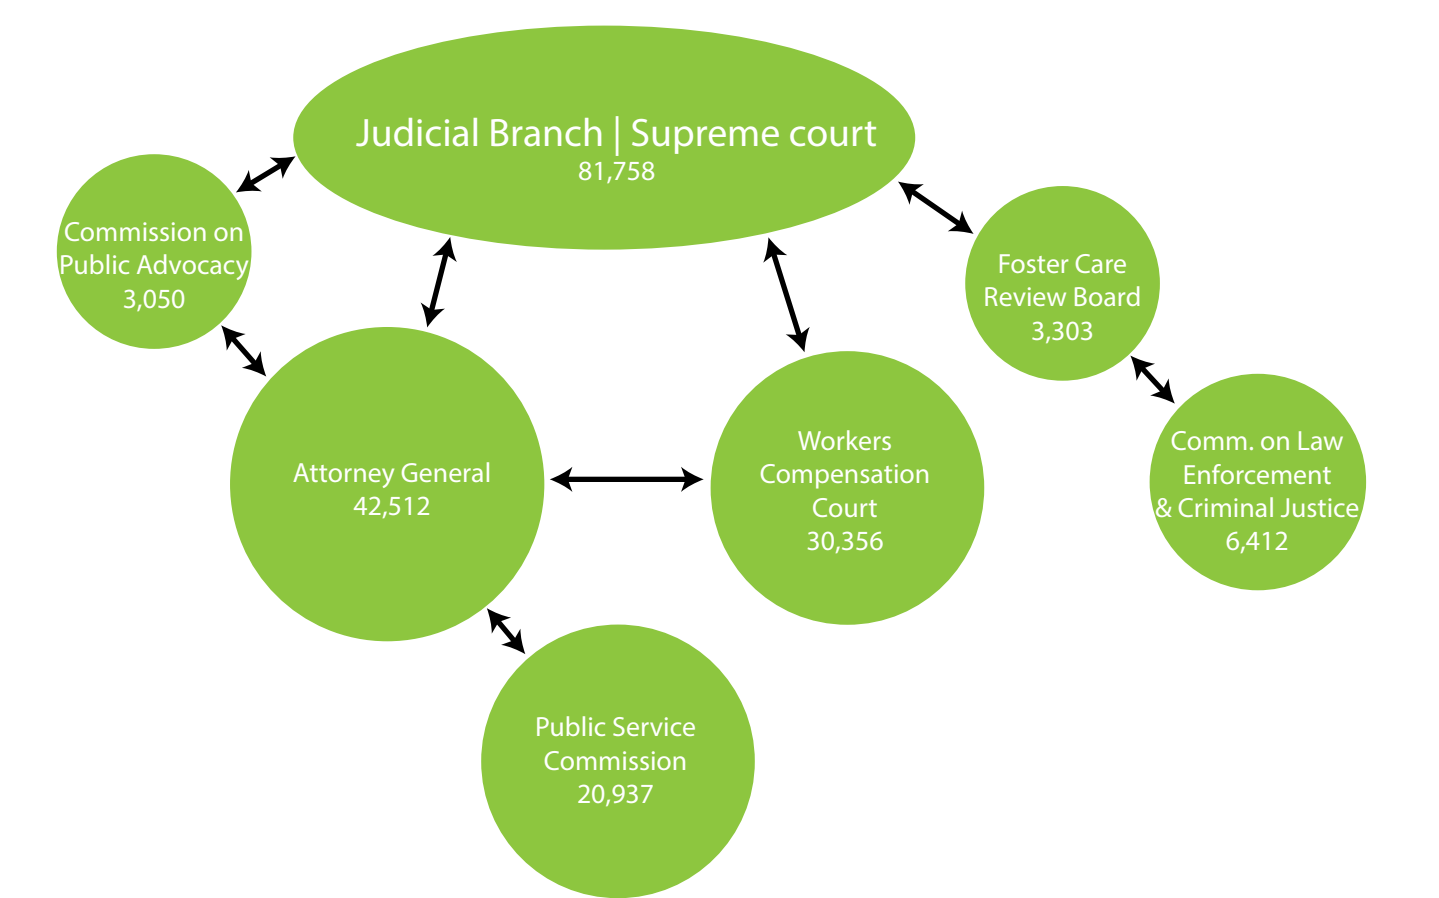 Judicial Branch | Supreme court
81,758
Commission on
Public Advocacy
3,050
Foster Care
Review Board
3,303
Attorney General
42,512
Workers
Compensation
Court
30,356
Comm. on Law
Enforcement
& Criminal Justice
6,412
Public Service
Commission
20,937